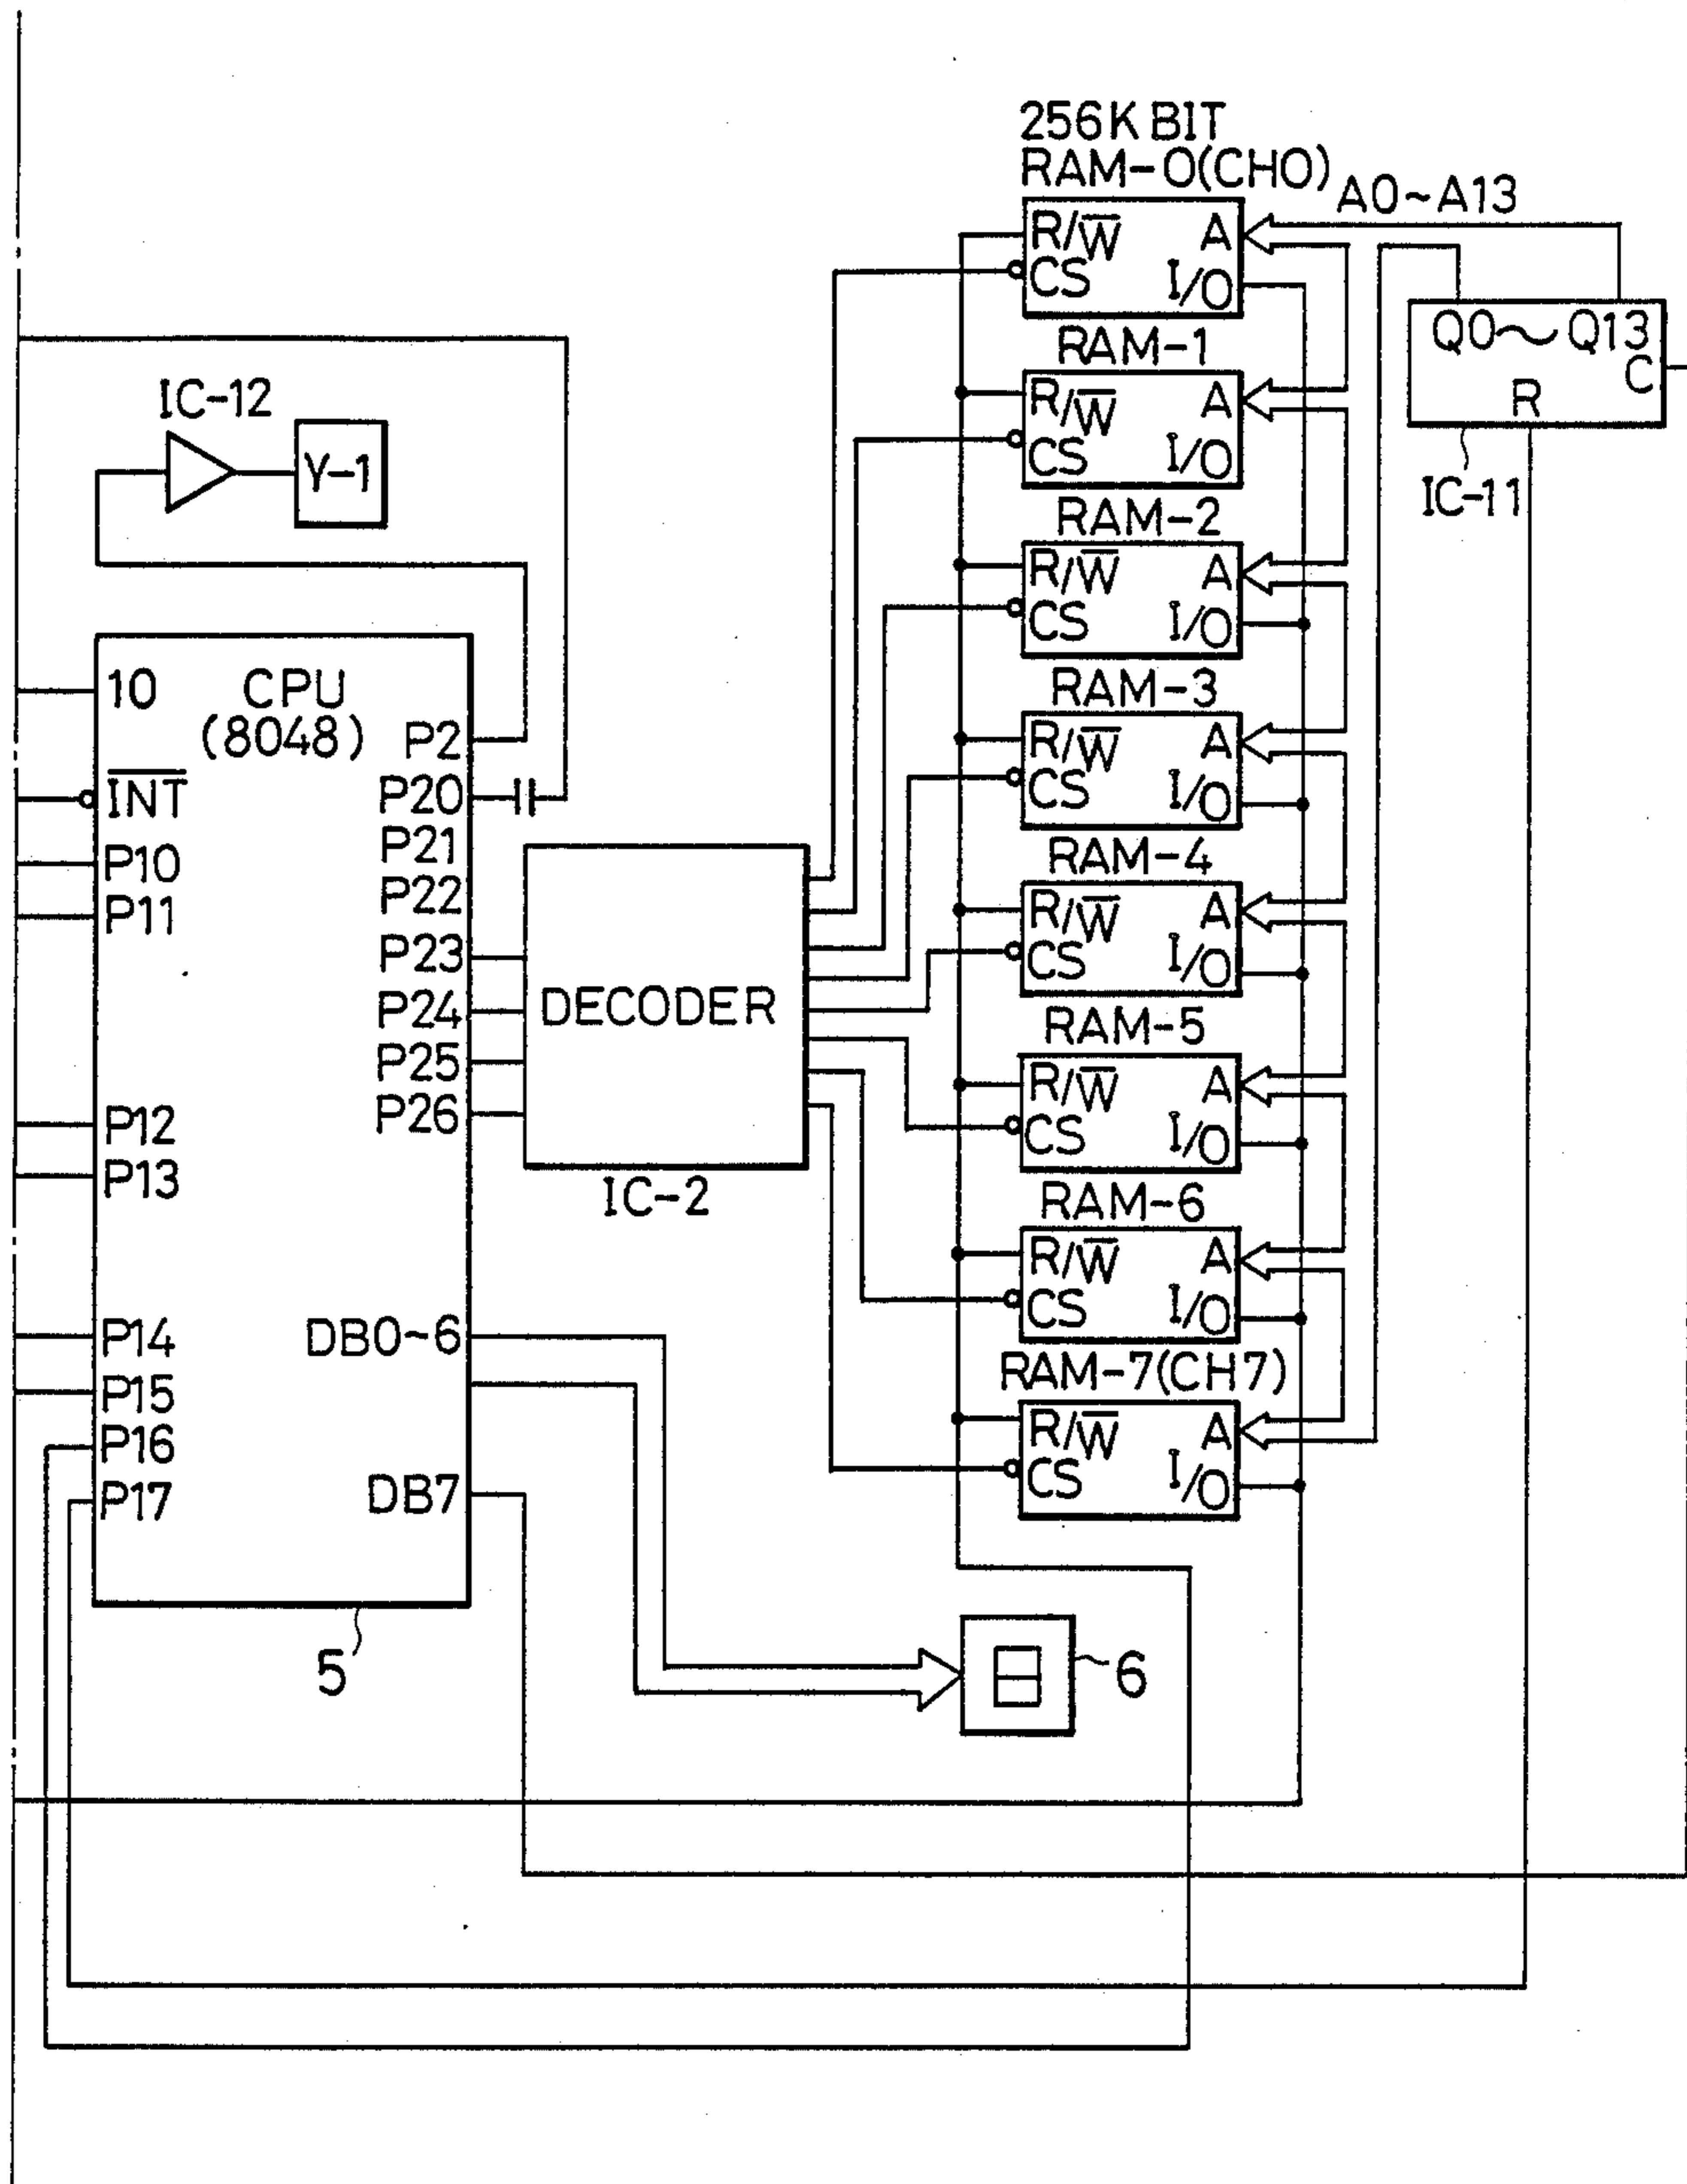 256K BIT
RAM-0(CH0)
A0~A13
R/W A
CS I/O
Q0~Q13
C
R
IC-11
RAM-1
R/W A
CS I/O
IC-12
Y-1
RAM-2
R/W A
CS I/O
RAM-3
R/W A
CS I/O
RAM-4
R/W A
CS I/O
RAM-5
R/W A
CS I/O
RAM-6
R/W A
CS I/O
RAM-7(CH7)
R/W A
CS I/O
10
CPU
(8048)
INT
P10
P11
P12
P13
P14
P15
P16
P17
P2
P20
P21
P22
P23
P24
P25
P26
DB0~6
DB7
DECODER
IC-2
5
6